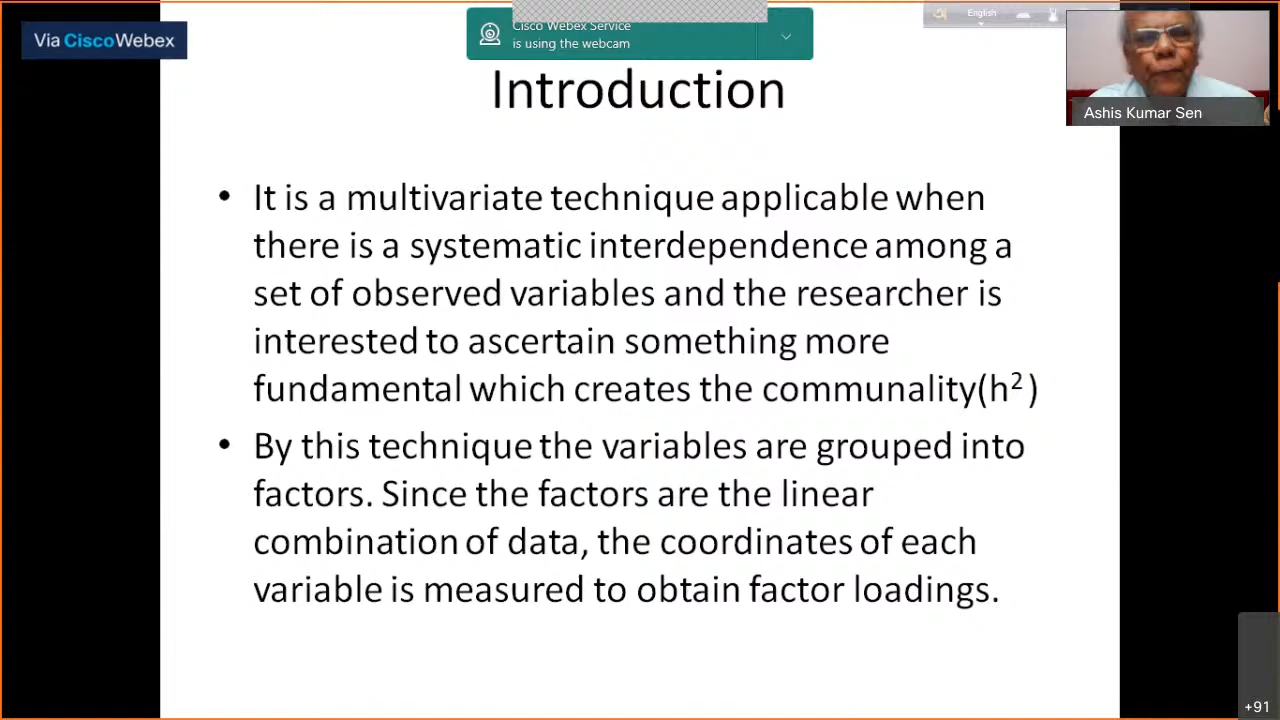 Via Cisco Webex
Cisco Webex Service
is using the webcam
English
Ashis Kumar Sen
Introduction
• It is a multivariate technique applicable when
there is a systematic interdependence among a
set of observed variables and the researcher is
interested to ascertain something more
fundamental which creates the communality(h²)
• By this technique the variables are grouped into
factors. Since the factors are the linear
combination of data, the coordinates of each
variable is measured to obtain factor loadings.
+91